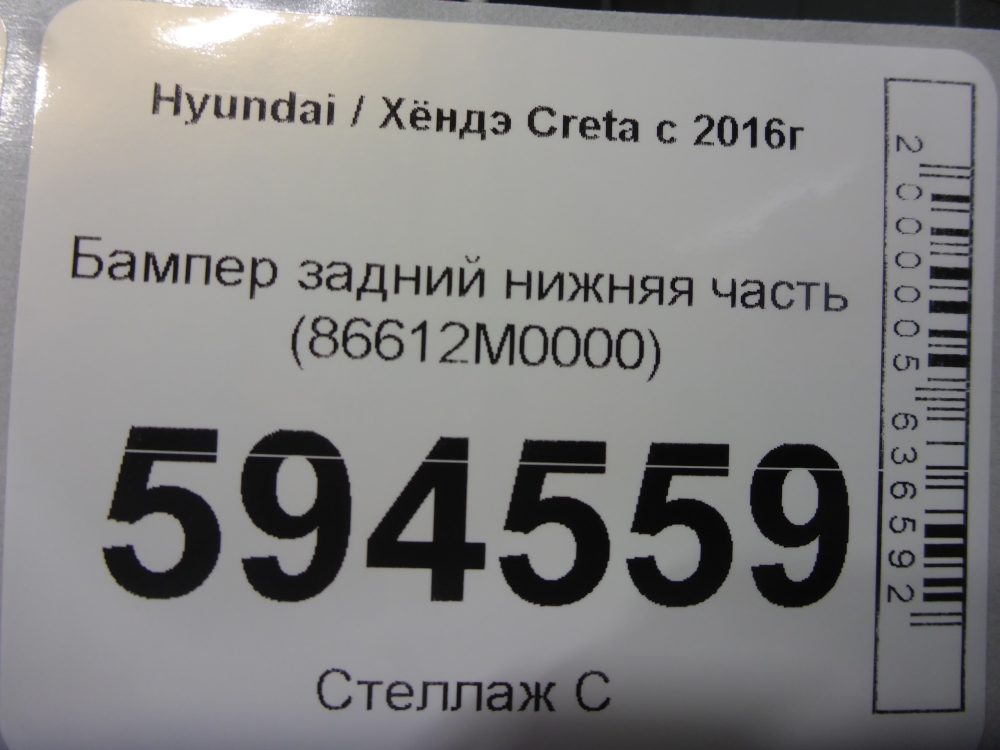 Hyundai / Хёндэ Creta с 2016г
Бампер задний нижняя часть
(86612M0000)
594559
Стеллаж С
2000005636592